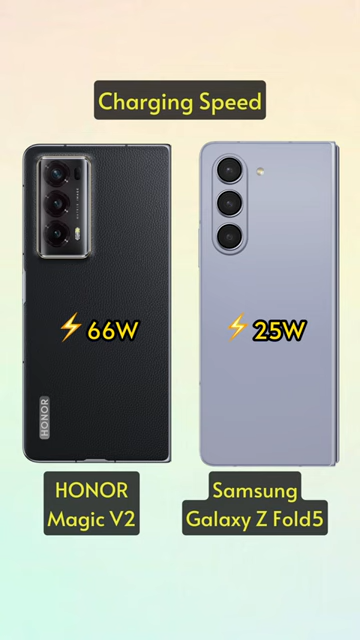 Charging Speed
⚡66W
⚡25W
HONOR
HONOR
Magic V2
Samsung
Galaxy Z Fold5